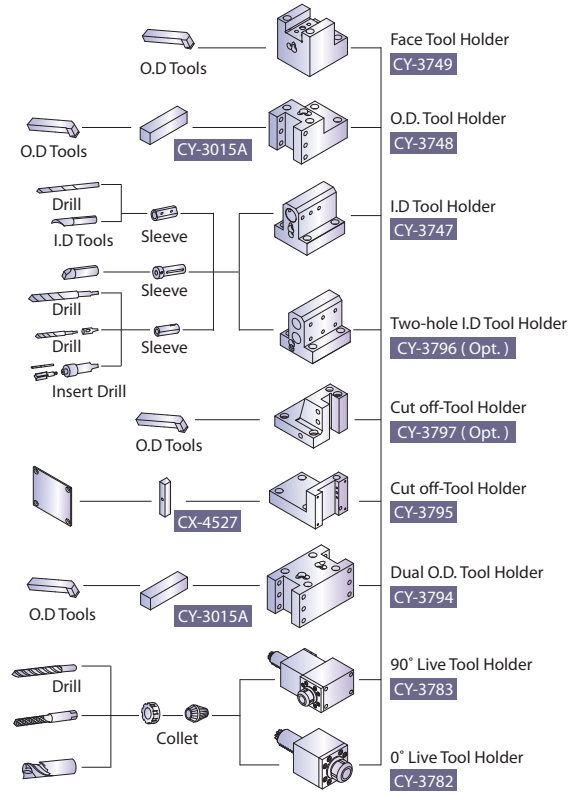 O.D Tools
Face Tool Holder
CY-3749
O.D Tools
CY-3015A
O.D. Tool Holder
CY-3748
Drill
I.D Tools
Sleeve
I.D Tool Holder
CY-3747
Sleeve
Drill
Drill
Sleeve
Insert Drill
Two-hole I.D Tool Holder
CY-3796 ( Opt. )
O.D Tools
Cut off-Tool Holder
CY-3797 ( Opt. )
CX-4527
Cut off-Tool Holder
CY-3795
O.D Tools
CY-3015A
Dual O.D. Tool Holder
CY-3794
Drill
Collet
90° Live Tool Holder
CY-3783
0° Live Tool Holder
CY-3782